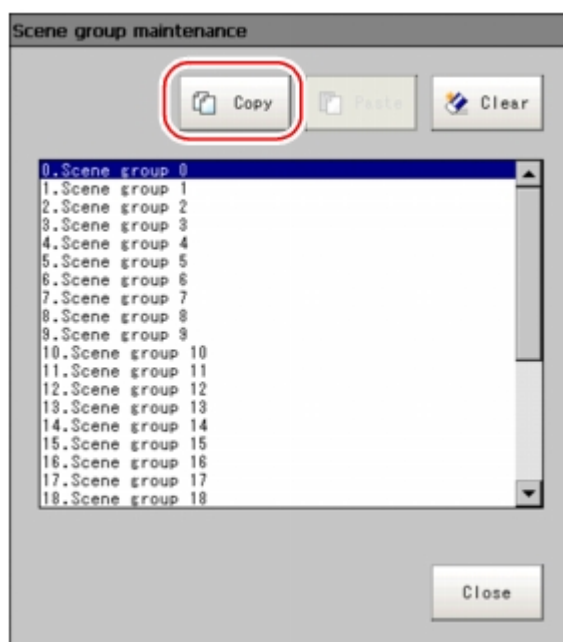 Scene group maintenance
Copy Paste Clear
0.Scene group 0
1.Scene group 1
2.Scene group 2
3.Scene group 3
4.Scene group 4
5.Scene group 5
6.Scene group 6
7.Scene group 7
8.Scene group 8
9.Scene group 9
10.Scene group 10
11.Scene group 11
12.Scene group 12
13.Scene group 13
14.Scene group 14
15.Scene group 15
16.Scene group 16
17.Scene group 17
18.Scene group 18
Close